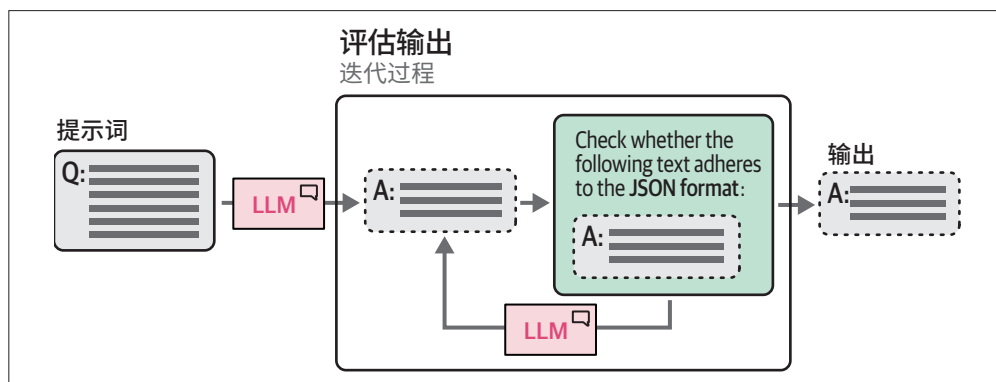 评估输出
迭代过程
提示词
Q:
LLM
A:
Check whether the
following text adheres
to the JSON format:
A:
LLM
输出
A: